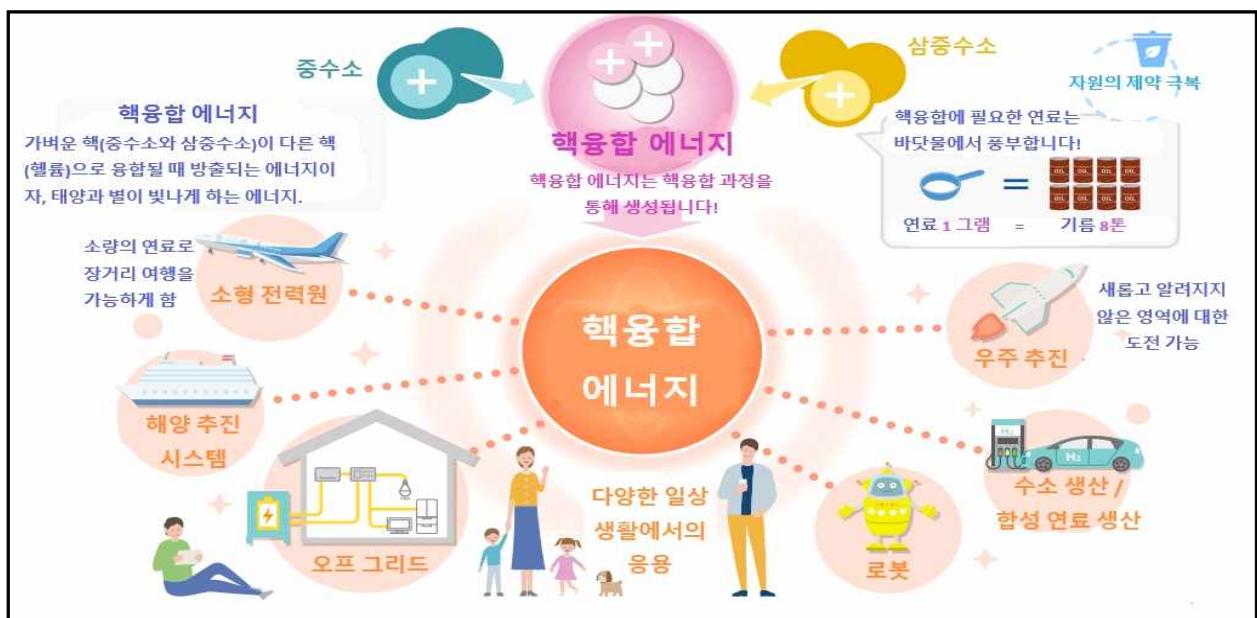 중수소
삼중수소
자원의 제약 극복
핵융합 에너지
가벼운 핵(중수소와 삼중수소)이 다른 핵
(헬륨)으로 융합될 때 방출되는 에너지이
자, 태양과 별이 빛나게 하는 에너지.
핵융합 에너지
핵융합 에너지는 핵융합 과정을
통해 생성됩니다!
핵융합에 필요한 연료는
바닷물에서 풍부합니다!
OIL OIL OIL OIL
OIL OIL OIL OIL
연료 1 그램 = 기름 8톤
소량의 연료로
장거리 여행을
가능하게 함
소형 전력원
핵융합
에너지
새롭고 알려지지
않은 영역에 대한
도전 가능
우주 추진
해양 추진
시스템
H2
H2
수소 생산 /
합성 연료 생산
오프 그리드
다양한 일상
생활에서의
응용
로봇